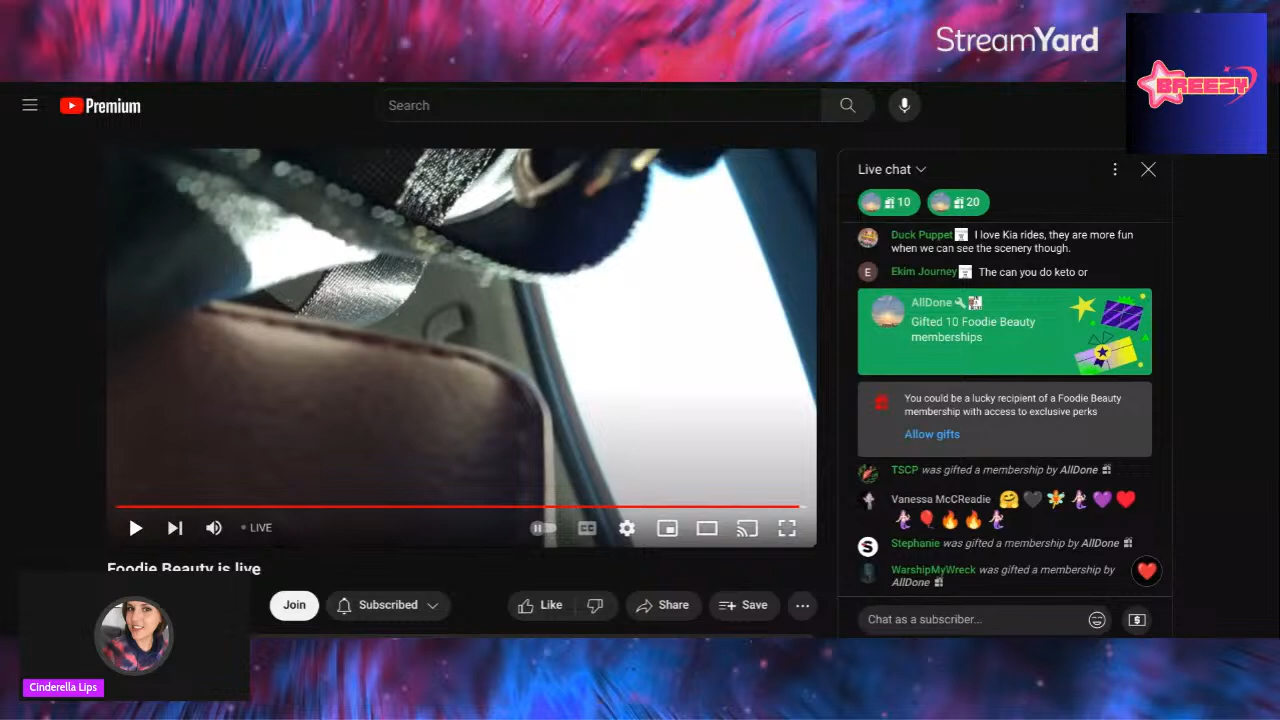 StreamYard
BREEZY
Premium
Search
Live chat
10
20
Duck Puppet I love Kia rides, they are more fun
when we can see the scenery though.
E
Ekim Journey The can you do keto or
AllDone
Gifted 10 Foodie Beauty
memberships
You could be a lucky recipient of a Foodie Beauty
membership with access to exclusive perks
Allow gifts
TSCP was gifted a membership by AllDone
Vanessa McCReadie
S
Stephanie was gifted a membership by AllDone
WarshipMyWreck was gifted a membership by
AllDone
Chat as a subscriber...
LIVE
CC
Foodie Beauty is live
Join
Subscribed
Like
Share
Save
Cinderella Lips